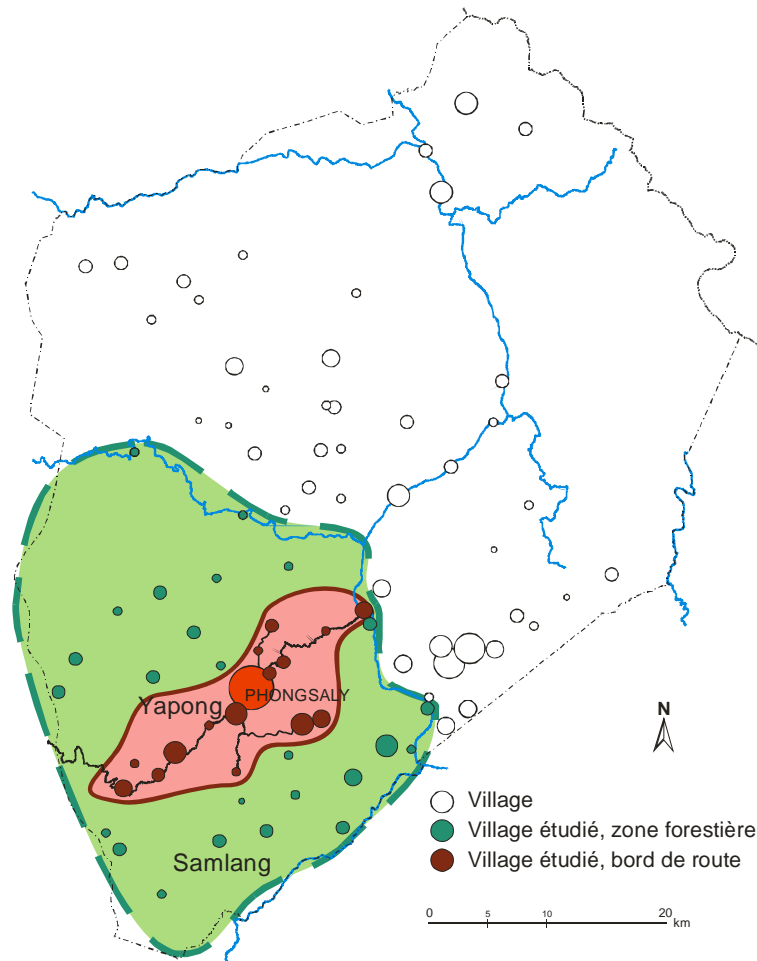 PHONGSALY
Yapong
N
Village
Village étudié, zone forestière
Village étudié, bord de route
Samlang
0 5 10 20
km